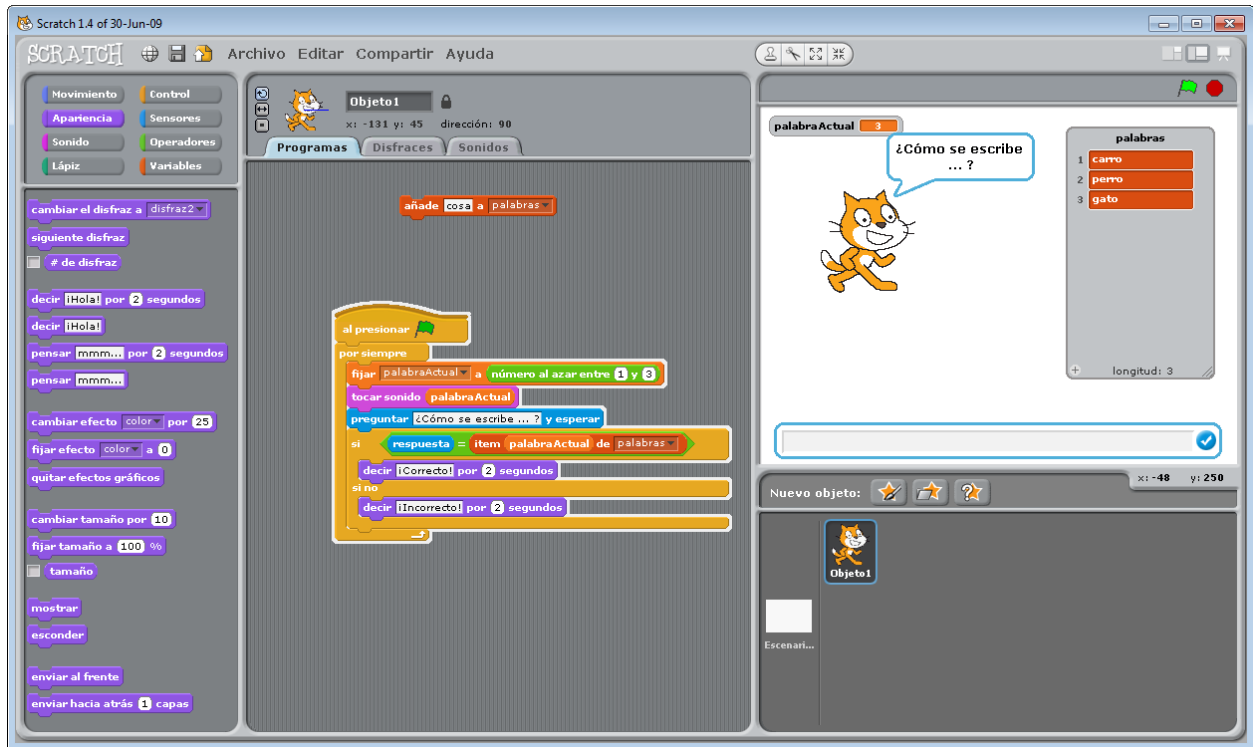 Scratch 1.4 of 30-Jun-09
SCRATCH Archivo Editar Compartir Ayuda
Movimiento Control
Apariencia Sensores
Sonido Operadores
Lápiz Variables
cambiar el disfraz a disfraz2
siguiente disfraz
# de disfraz
decir ¡Hola! por 2 segundos
decir ¡Hola!
pensar mmm... por 2 segundos
pensar mmm...
cambiar efecto color por 25
fijar efecto color a 0
quitar efectos gráficos
cambiar tamaño por 10
fijar tamaño a 100 %
tamaño
mostrar
esconder
enviar al frente
enviar hacia atrás 1 capas
Objeto1
x: -131 y: 45 dirección: 90
Programas Disfraces Sonidos
añade cosa a palabras
al presionar
por siempre
fijar palabraActual a número al azar entre 1 y 3
tocar sonido palabraActual
preguntar ¿Cómo se escribe ... ? y esperar
si respuesta = item palabraActual de palabras
decir ¡Correcto! por 2 segundos
si no
decir ¡Incorrecto! por 2 segundos
palabraActual 3
¿Cómo se escribe
... ?
palabras
1 carro
2 perro
3 gato
+ longitud: 3
x: -48 y: 250
Nuevo objeto:
Objeto1
Escenari...